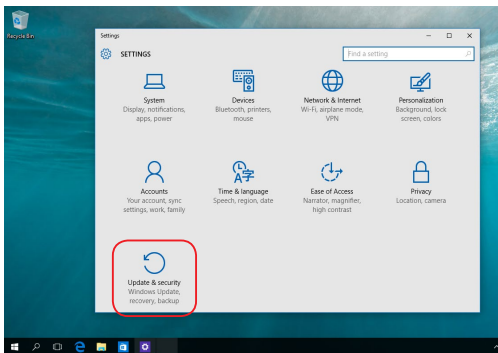 Recycle Bin
Settings
SETTINGS
Find a setting
System
Display, notifications,
apps, power
Devices
Bluetooth, printers,
mouse
Network & Internet
Wi-Fi, airplane mode,
VPN
Personalization
Background, lock
screen, colors
Accounts
Your account, sync
settings, work, family
Time & language
Speech, region, date
Ease of Access
Narrator, magnifier,
high contrast
Privacy
Location, camera
Update & security
Windows Update,
recovery, backup